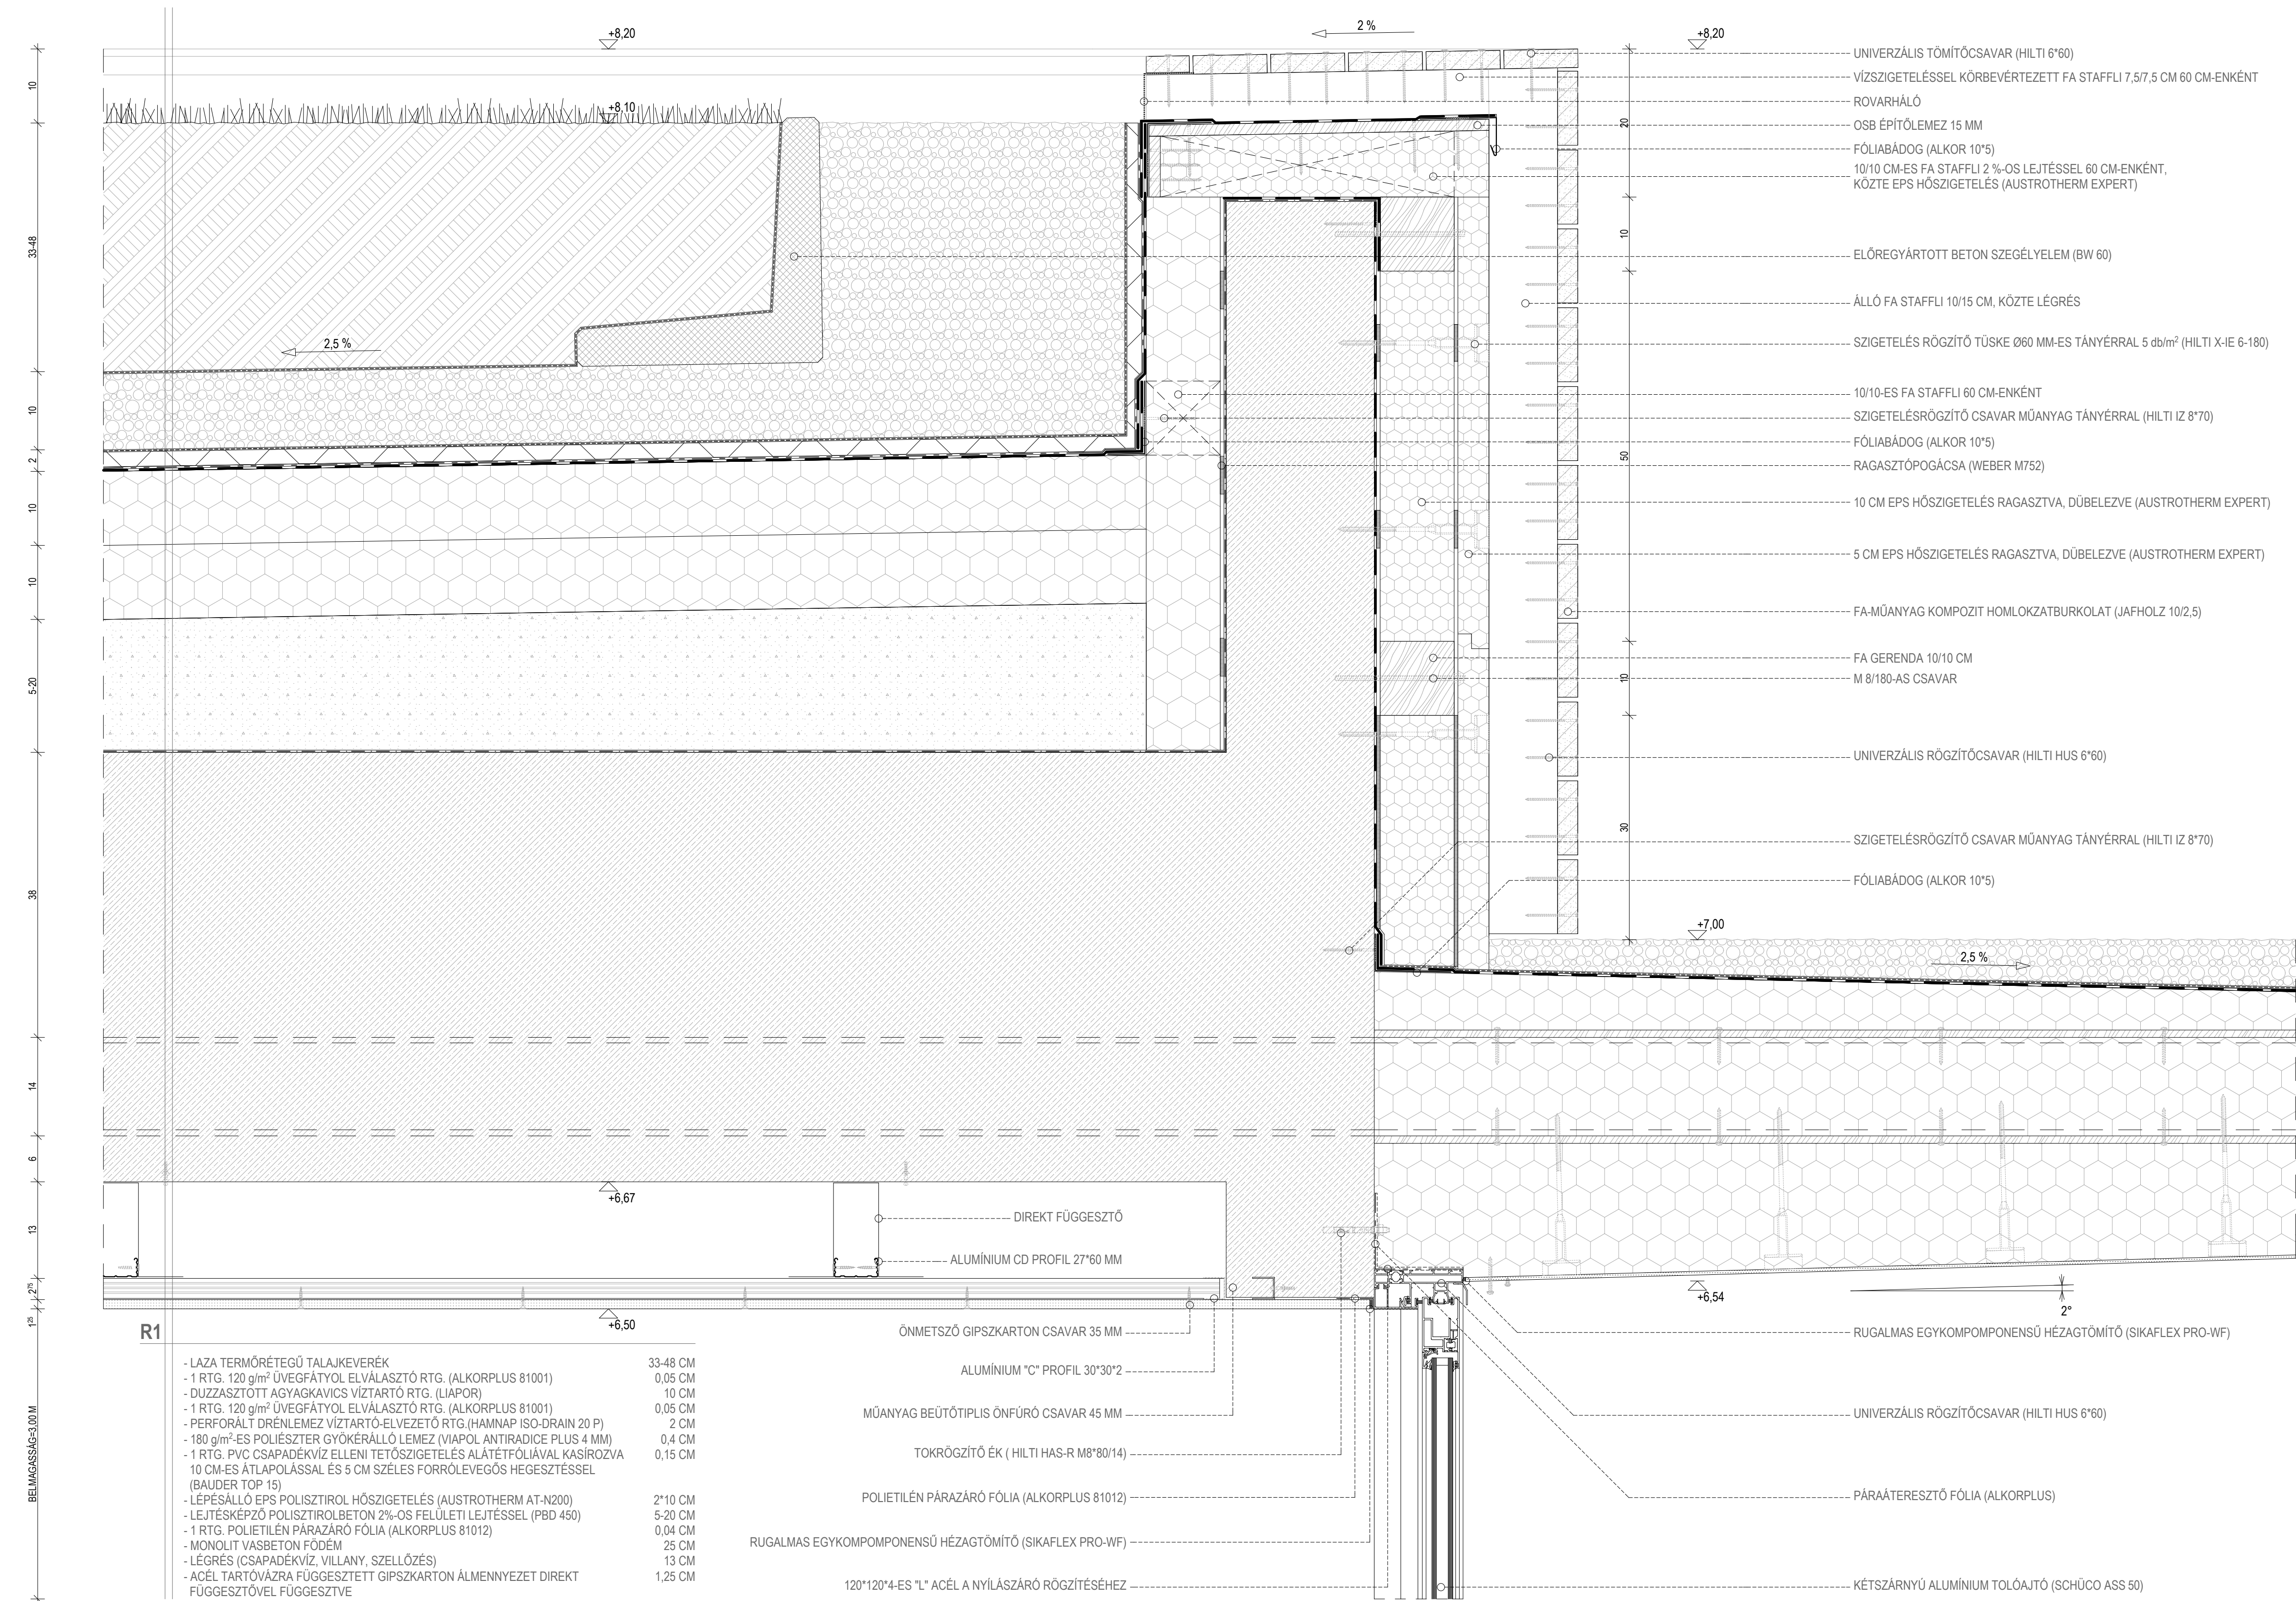 +8,20
2 %
+8,20
+8,10
2,5 %
10
33-48
10
2
10
10
5-20
38
14
6
13
2,75
1,25
BELMAGASSÁG=3,00 M
20
10
50
10
30
UNIVERZÁLIS TÖMÍTŐCSAVAR (HILTI 6*60)
VÍZSZIGETELÉSSEL KÖRBEVÉRTEZETT FA STAFFLI 7,5/7,5 CM 60 CM-ENKÉNT
ROVARHÁLÓ
OSB ÉPÍTŐLEMEZ 15 MM
FÓLIABÁDOG (ALKOR 10*5)
10/10 CM-ES FA STAFFLI 2 %-OS LEJTÉSSEL 60 CM-ENKÉNT,
KÖZTE EPS HŐSZIGETELÉS (AUSTROTHERM EXPERT)
ELŐREGYÁRTOTT BETON SZEGÉLYELEM (BW 60)
ÁLLÓ FA STAFFLI 10/15 CM, KÖZTE LÉGRÉS
SZIGETELÉS RÖGZÍTŐ TÜSKE Ø60 MM-ES TÁNYÉRRAL 5 db/m² (HILTI X-IE 6-180)
10/10-ES FA STAFFLI 60 CM-ENKÉNT
SZIGETELÉSRÖGZÍTŐ CSAVAR MŰANYAG TÁNYÉRRAL (HILTI IZ 8*70)
FÓLIABÁDOG (ALKOR 10*5)
RAGASZTÓPOGÁCSA (WEBER M752)
10 CM EPS HŐSZIGETELÉS RAGASZTVA, DÜBELEZVE (AUSTROTHERM EXPERT)
5 CM EPS HŐSZIGETELÉS RAGASZTVA, DÜBELEZVE (AUSTROTHERM EXPERT)
FA-MŰANYAG KOMPOZIT HOMLOKZATBURKOLAT (JAFHOLZ 10/2,5)
FA GERENDA 10/10 CM
M 8/180-AS CSAVAR
UNIVERZÁLIS RÖGZÍTŐCSAVAR (HILTI HUS 6*60)
SZIGETELÉSRÖGZÍTŐ CSAVAR MŰANYAG TÁNYÉRRAL (HILTI IZ 8*70)
FÓLIABÁDOG (ALKOR 10*5)
+7,00
2,5 %
+6,67
+6,54
2°
+6,50
DIREKT FÜGGESZTŐ
ALUMÍNIUM CD PROFIL 27*60 MM
ÖNMETSZŐ GIPSZKARTON CSAVAR 35 MM
ALUMÍNIUM "C" PROFIL 30*30*2
MŰANYAG BEÜTŐTIPLIS ÖNFÚRÓ CSAVAR 45 MM
TOKRÖGZÍTŐ ÉK ( HILTI HAS-R M8*80/14)
POLIETILÉN PÁRAZÁRÓ FÓLIA (ALKORPLUS 81012)
RUGALMAS EGYKOMPOMPONENSŰ HÉZAGTÖMÍTŐ (SIKAFLEX PRO-WF)
120*120*4-ES "L" ACÉL A NYÍLÁSZÁRÓ RÖGZÍTÉSÉHEZ
RUGALMAS EGYKOMPOMPONENSŰ HÉZAGTÖMÍTŐ (SIKAFLEX PRO-WF)
UNIVERZÁLIS RÖGZÍTŐCSAVAR (HILTI HUS 6*60)
PÁRAÁTERESZTŐ FÓLIA (ALKORPLUS)
KÉTSZÁRNYÚ ALUMÍNIUM TOLÓAJTÓ (SCHÜCO ASS 50)
R1
- LAZA TERMŐRÉTEGŰ TALAJKEVERÉK 33-48 CM
- 1 RTG. 120 g/m² ÜVEGFÁTYOL ELVÁLASZTÓ RTG. (ALKORPLUS 81001) 0,05 CM
- DUZZASZTOTT AGYAGKAVICS VÍZTARTÓ RTG. (LIAPOR) 10 CM
- 1 RTG. 120 g/m² ÜVEGFÁTYOL ELVÁLASZTÓ RTG. (ALKORPLUS 81001) 0,05 CM
- PERFORÁLT DRÉNLEMEZ VÍZTARTÓ-ELVEZETŐ RTG.(HAMNAP ISO-DRAIN 20 P) 2 CM
- 180 g/m²-ES POLIÉSZTER GYÖKÉRÁLLÓ LEMEZ (VIAPOL ANTIRADICE PLUS 4 MM) 0,4 CM
- 1 RTG. PVC CSAPADÉKVÍZ ELLENI TETŐSZIGETELÉS ALÁTÉTFÓLIÁVAL KASÍROZVA 0,15 CM
10 CM-ES ÁTLAPOLÁSSAL ÉS 5 CM SZÉLES FORRÓLEVEGŐS HEGESZTÉSSEL
(BAUDER TOP 15)
- LÉPÉSÁLLÓ EPS POLISZTIROL HŐSZIGETELÉS (AUSTROTHERM AT-N200) 2*10 CM
- LEJTÉSKÉPZŐ POLISZTIROLBETON 2%-OS FELÜLETI LEJTÉSSEL (PBD 450) 5-20 CM
- 1 RTG. POLIETILÉN PÁRAZÁRÓ FÓLIA (ALKORPLUS 81012) 0,04 CM
- MONOLIT VASBETON FÖDÉM 25 CM
- LÉGRÉS (CSAPADÉKVÍZ, VILLANY, SZELLŐZÉS) 13 CM
- ACÉL TARTÓVÁZRA FÜGGESZTETT GIPSZKARTON ÁLMENNYEZET DIREKT 1,25 CM
FÜGGESZTŐVEL FÜGGESZTVE